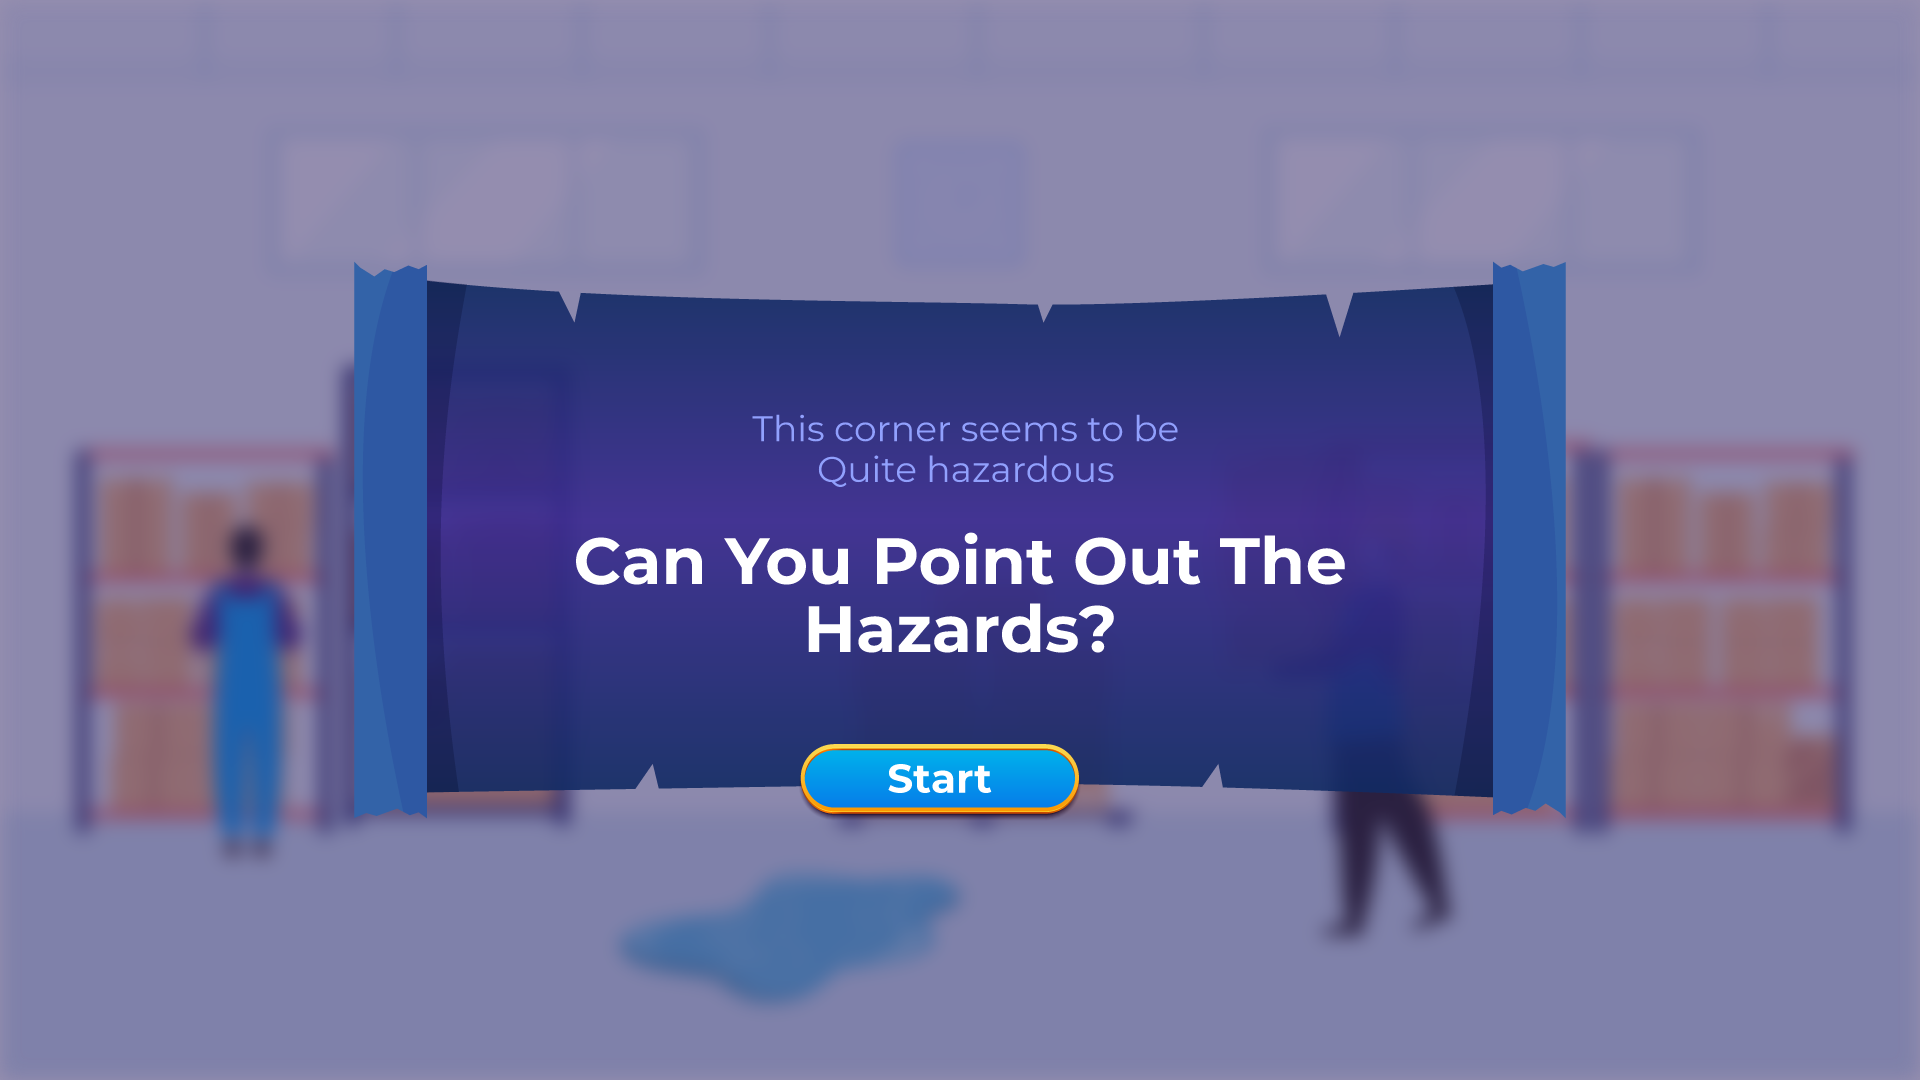 This corner seems to be
Quite hazardous
Can You Point Out The
Hazards?
Start